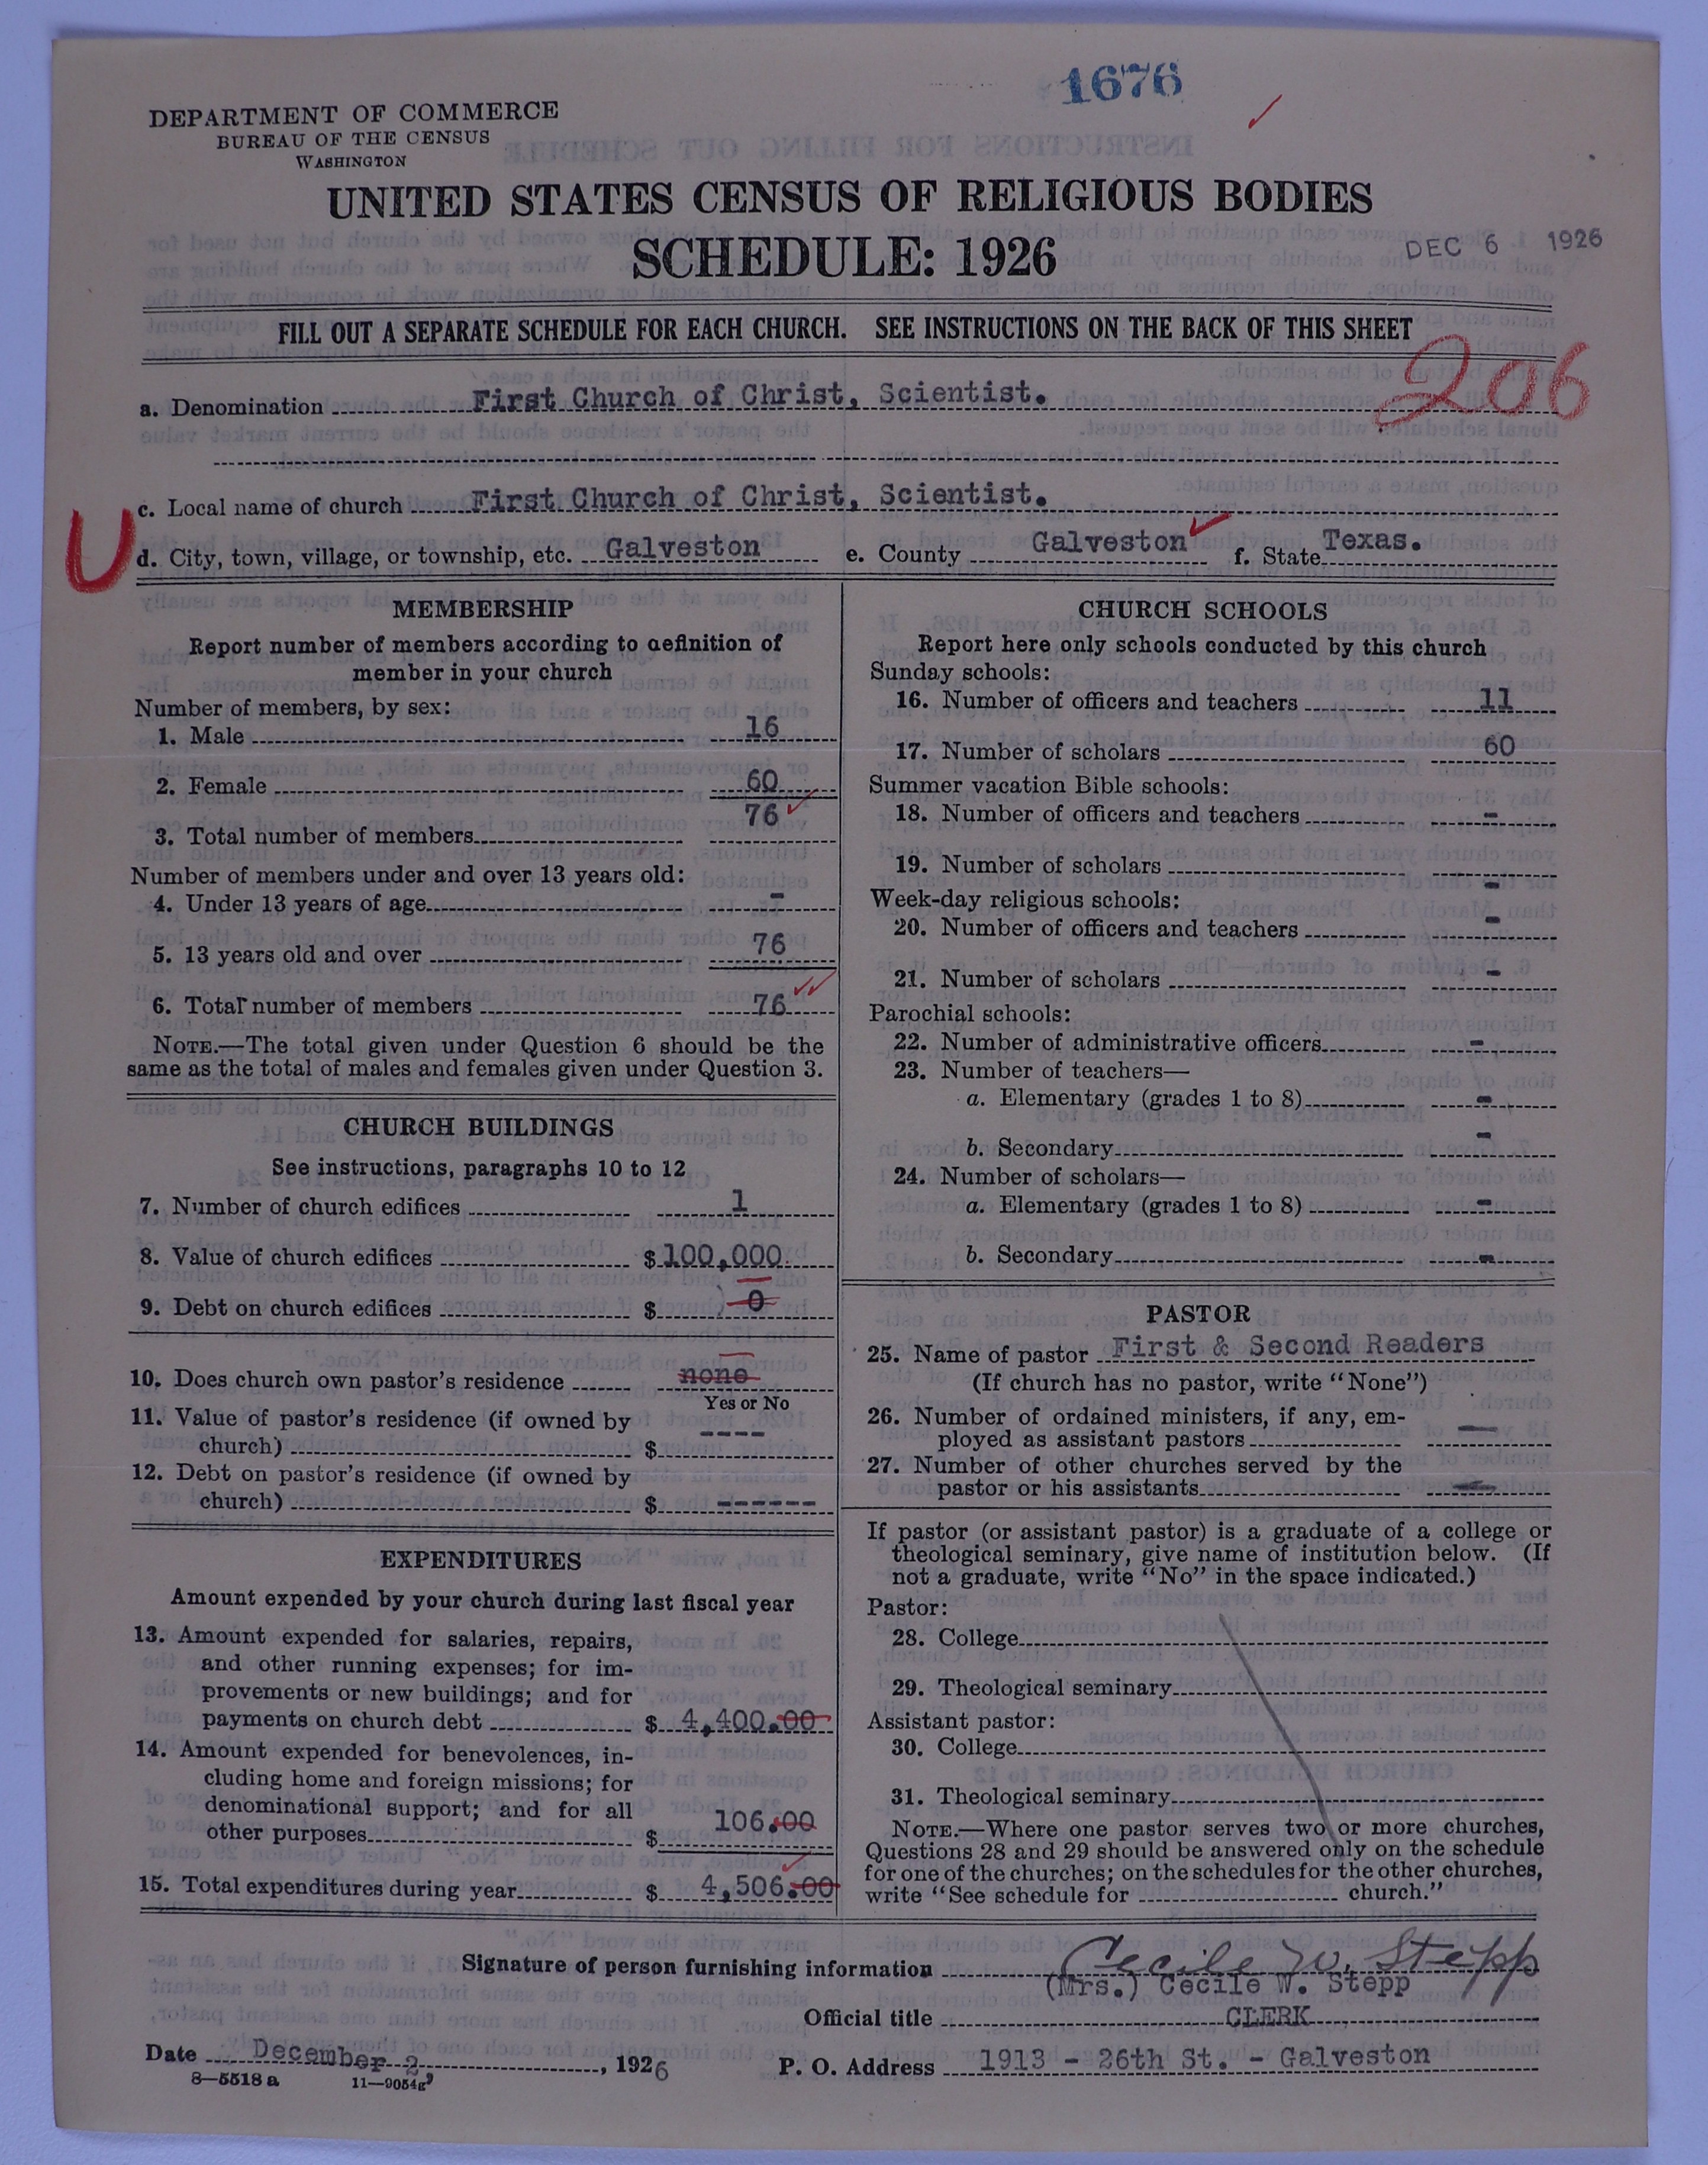 1676
DEPARTMENT OF COMMERCE
BUREAU OF THE CENSUS
WASHINGTON
UNITED STATES CENSUS OF RELIGIOUS BODIES
SCHEDULE: 1926
DEC 6 1926
FILL OUT A SEPARATE SCHEDULE FOR EACH CHURCH. SEE INSTRUCTIONS ON THE BACK OF THIS SHEET
206
a. Denomination First Church of Christ, Scientist.
c. Local name of church First Church of Christ, Scientist.
U
d. City, town, village, or township, etc. Galveston e. County Galveston f. State Texas.
MEMBERSHIP
Report number of members according to definition of
member in your church
Number of members, by sex:
1. Male 16
2. Female 60
3. Total number of members 76
Number of members under and over 13 years old:
4. Under 13 years of age -
5. 13 years old and over 76
6. Total number of members 76
NOTE.—The total given under Question 6 should be the
same as the total of males and females given under Question 3.
CHURCH BUILDINGS
See instructions, paragraphs 10 to 12
7. Number of church edifices 1
8. Value of church edifices $100,000.
9. Debt on church edifices $ 0
10. Does church own pastor's residence none
Yes or No
11. Value of pastor's residence (if owned by
church) $ ----
12. Debt on pastor's residence (if owned by
church) $ ------
EXPENDITURES
Amount expended by your church during last fiscal year
13. Amount expended for salaries, repairs,
and other running expenses; for im-
provements or new buildings; and for
payments on church debt $ 4,400.00
14. Amount expended for benevolences, in-
cluding home and foreign missions; for
denominational support; and for all
other purposes $ 106.00
15. Total expenditures during year $ 4,506.00
CHURCH SCHOOLS
Report here only schools conducted by this church
Sunday schools:
16. Number of officers and teachers 11
17. Number of scholars 60
Summer vacation Bible schools:
18. Number of officers and teachers -
19. Number of scholars -
Week-day religious schools:
20. Number of officers and teachers -
21. Number of scholars -
Parochial schools:
22. Number of administrative officers -
23. Number of teachers—
a. Elementary (grades 1 to 8) -
b. Secondary -
24. Number of scholars—
a. Elementary (grades 1 to 8) -
b. Secondary -
PASTOR
25. Name of pastor First & Second Readers
(If church has no pastor, write "None")
26. Number of ordained ministers, if any, em-
ployed as assistant pastors —
27. Number of other churches served by the
pastor or his assistants —
If pastor (or assistant pastor) is a graduate of a college or
theological seminary, give name of institution below. (If
not a graduate, write "No" in the space indicated.)
Pastor:
28. College
29. Theological seminary
Assistant pastor:
30. College
31. Theological seminary
NOTE.—Where one pastor serves two or more churches,
Questions 28 and 29 should be answered only on the schedule
for one of the churches; on the schedules for the other churches,
write "See schedule for church."
Signature of person furnishing information Cecile W. Stepp
(Mrs.) Cecile W. Stepp
Official title CLERK
Date December 2, 1926 P. O. Address 1913 - 26th St. - Galveston
8—5518 a 11—9054g